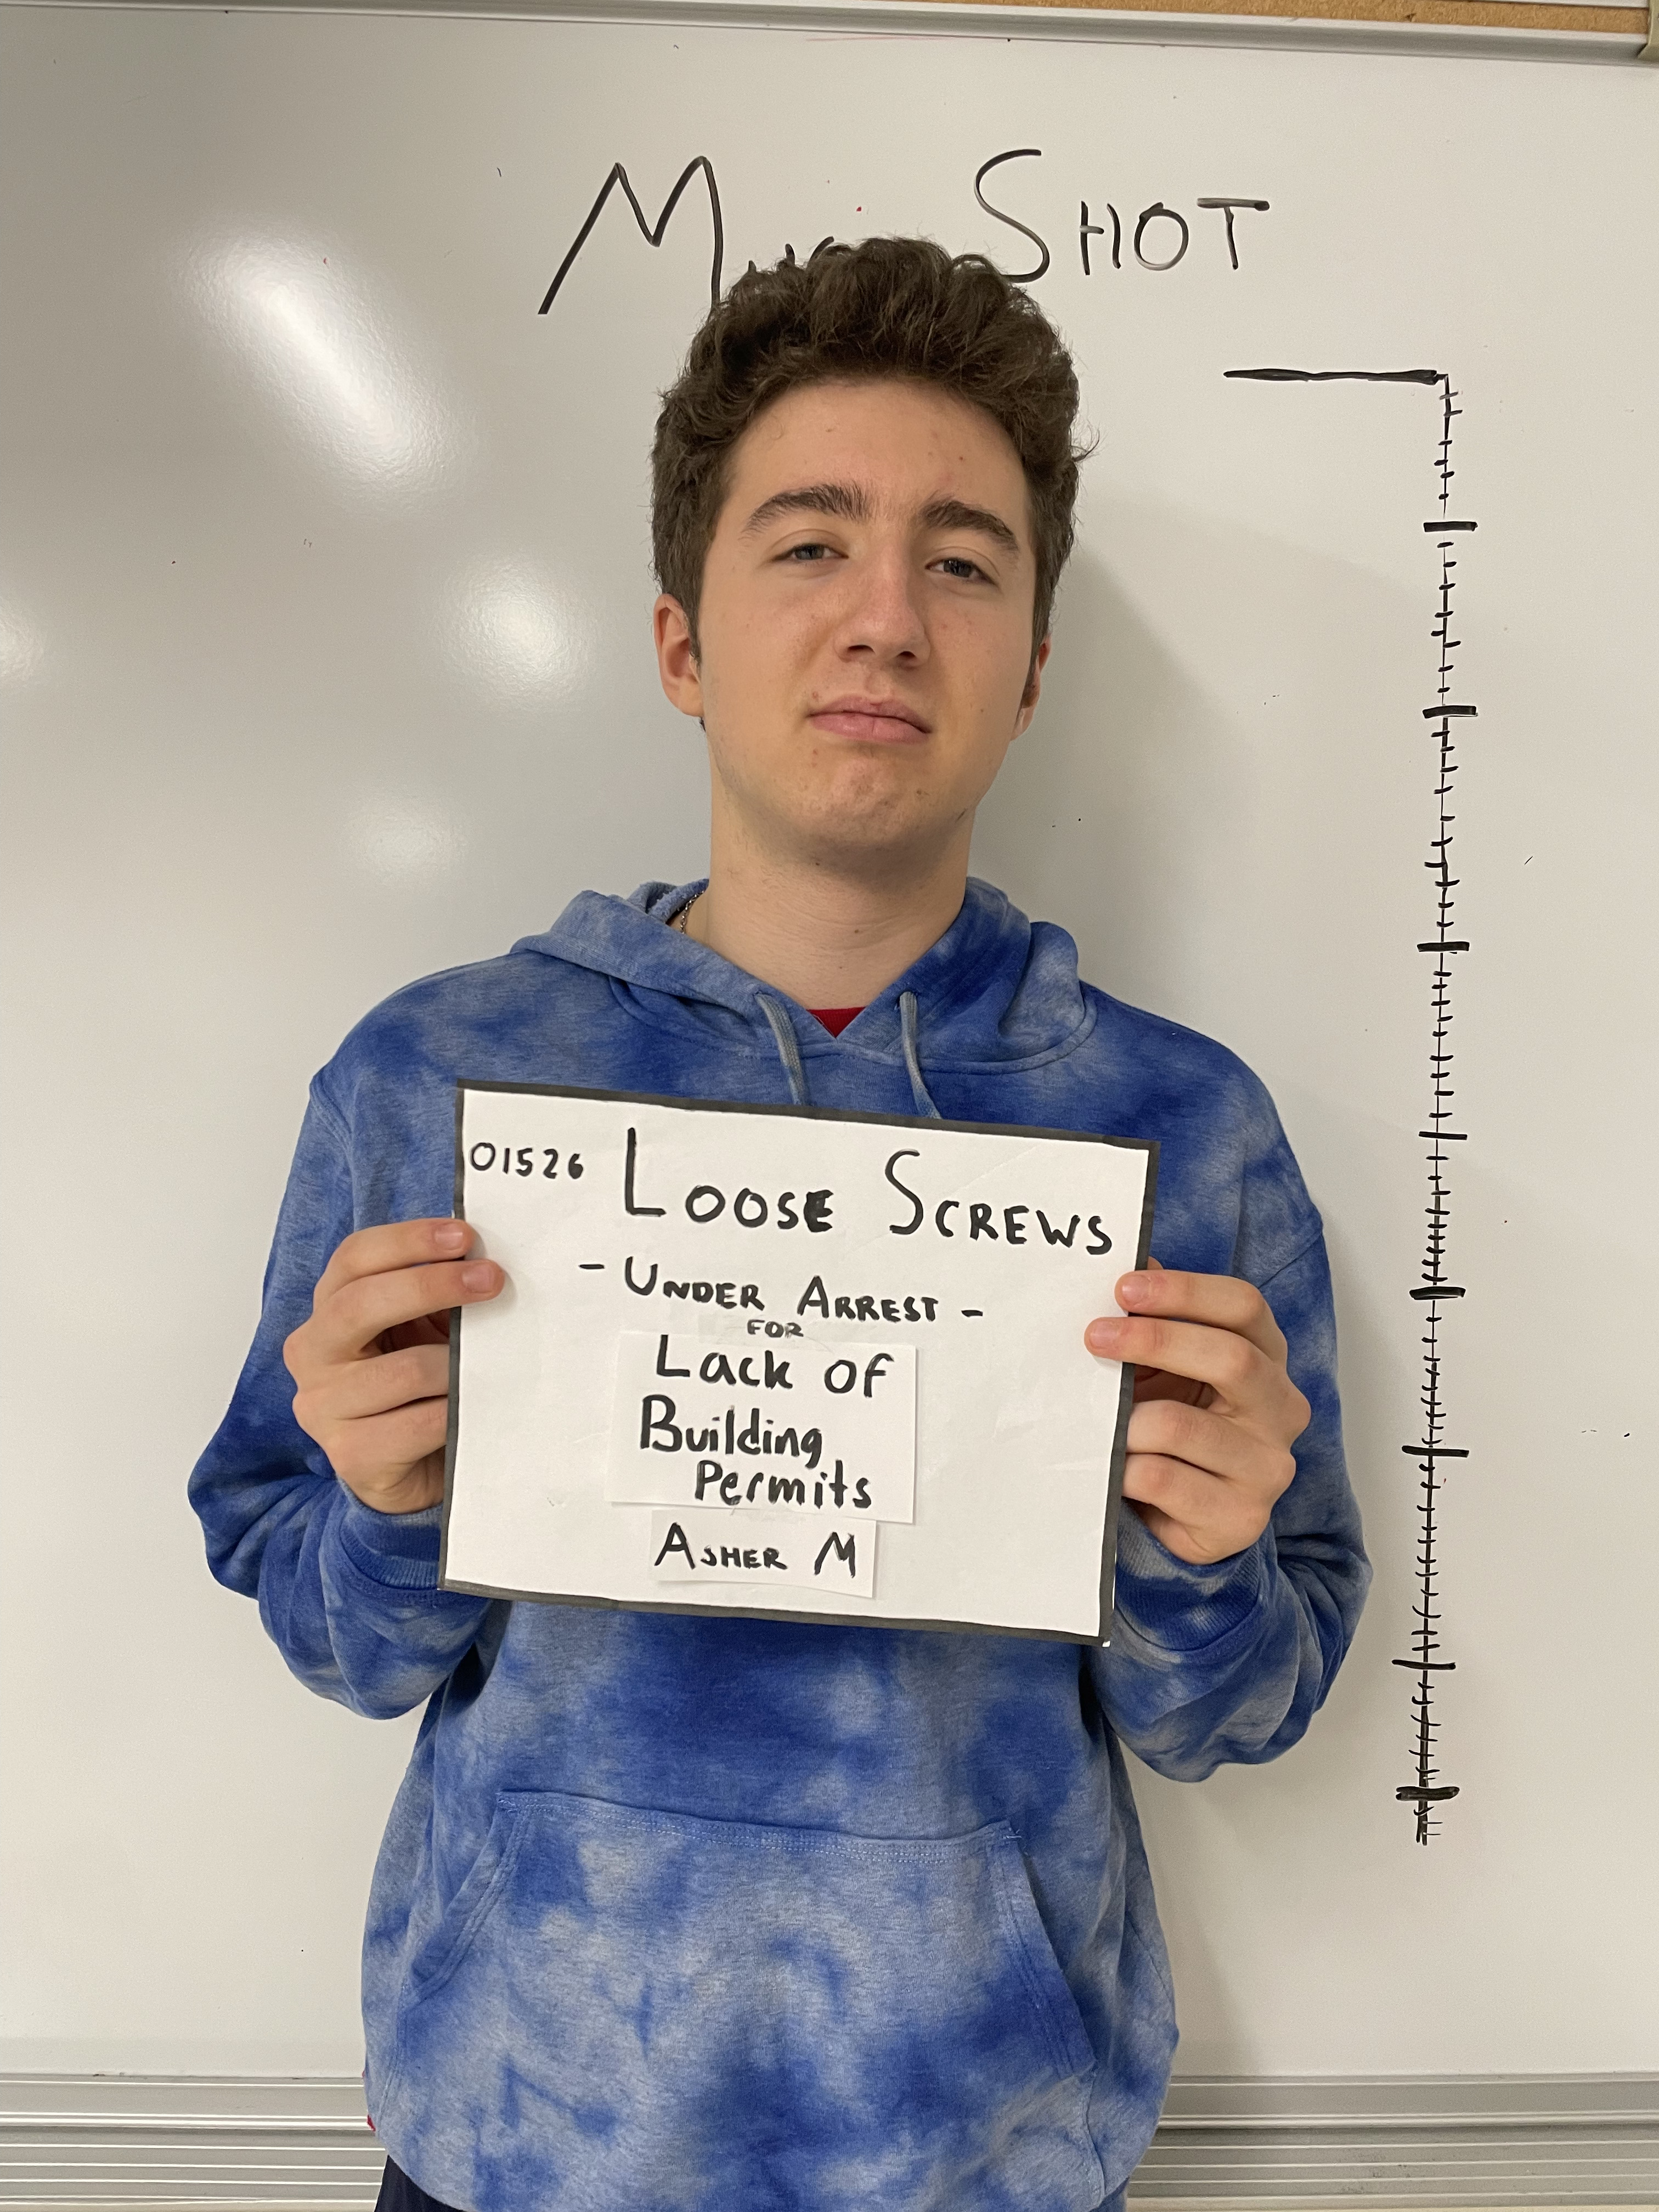 SHOT
01526 LOOSE SCREWS
- UNDER ARREST -
FOR
Lack of
Building
Permits
ASHER M